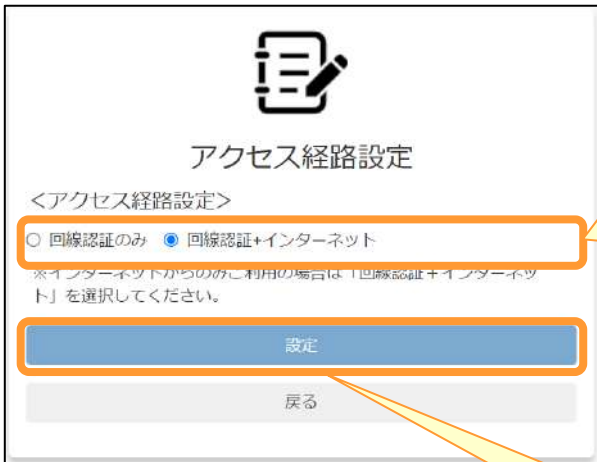 アクセス経路設定
<アクセス経路設定>
回線認証のみ 回線認証+インターネット
※インターネットからのみご利用の場合は「回線認証+インターネッ
ト」を選択してください。
設定
戻る